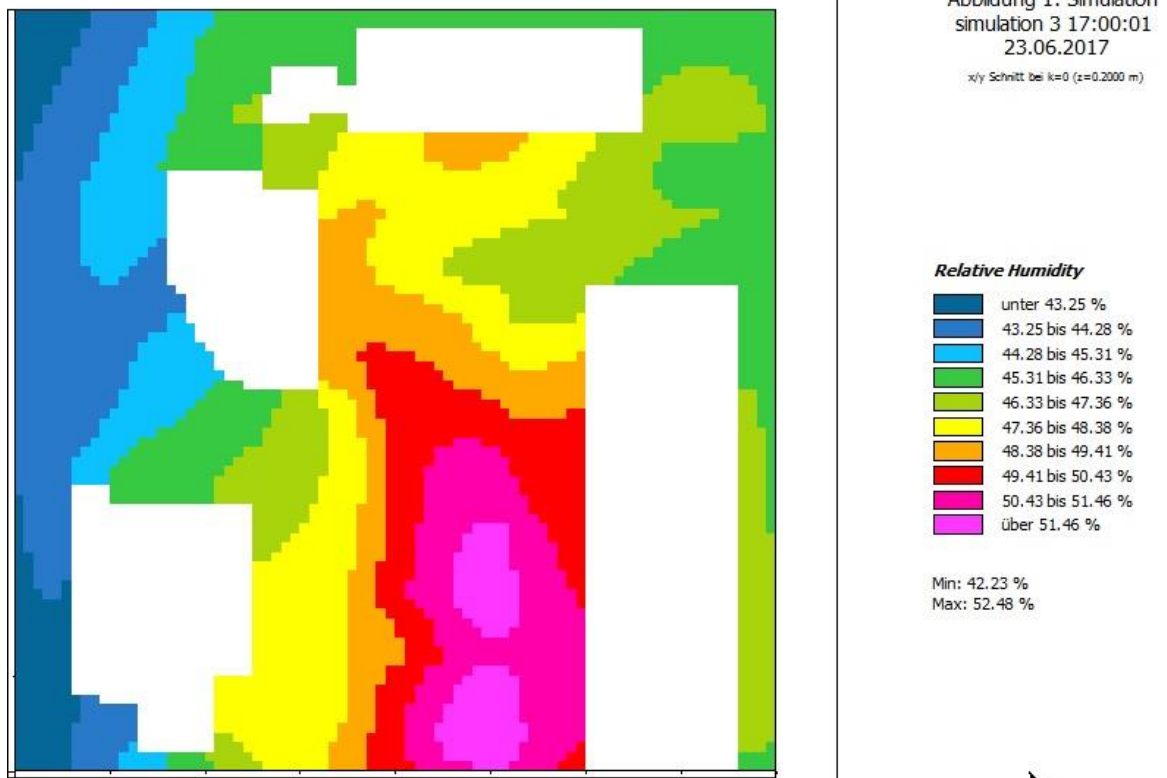 Abbildung 1: Simulation
simulation 3 17:00:01
23.06.2017
x/y Schnitt bei k=0 (z=0.2000 m)
Relative Humidity
unter 43.25 %
43.25 bis 44.28 %
44.28 bis 45.31 %
45.31 bis 46.33 %
46.33 bis 47.36 %
47.36 bis 48.38 %
48.38 bis 49.41 %
49.41 bis 50.43 %
50.43 bis 51.46 %
über 51.46 %
Min: 42.23 %
Max: 52.48 %